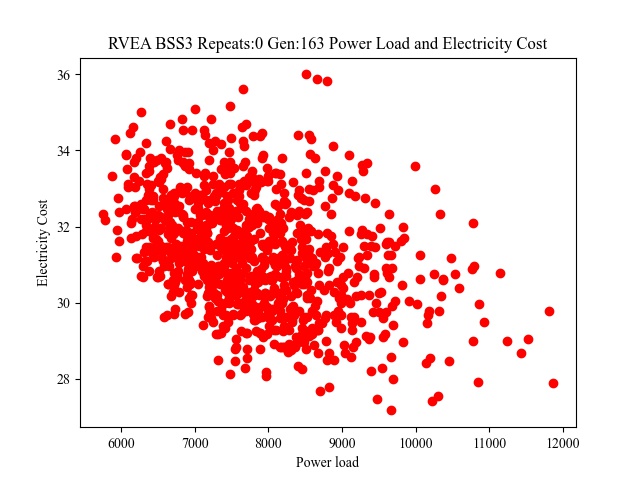 RVEA BSS3 Repeats:0 Gen:163 Power Load and Electricity Cost
36
34
32
30
28
Electricity Cost
6000 7000 8000 9000 10000 11000 12000
Power load